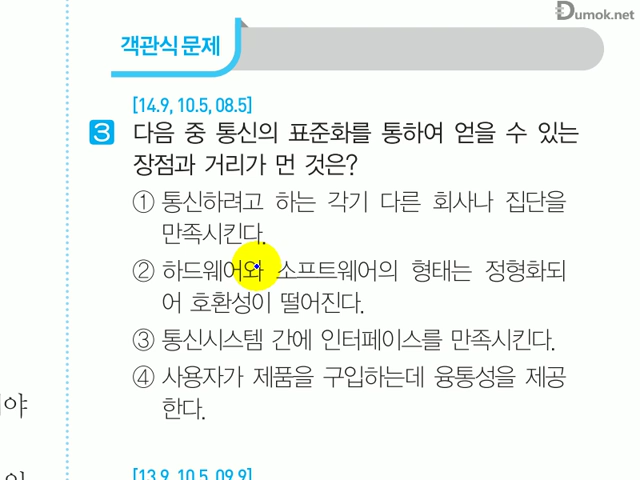 Dumok.net
객관식 문제
[14.9, 10.5, 08.5]
3 다음 중 통신의 표준화를 통하여 얻을 수 있는
장점과 거리가 먼 것은?
① 통신하려고 하는 각기 다른 회사나 집단을
만족시킨다.
② 하드웨어와 소프트웨어의 형태는 정형화되
어 호환성이 떨어진다.
③ 통신시스템 간에 인터페이스를 만족시킨다.
④ 사용자가 제품을 구입하는데 융통성을 제공
한다.
야
[13.9, 10.5, 09.9]